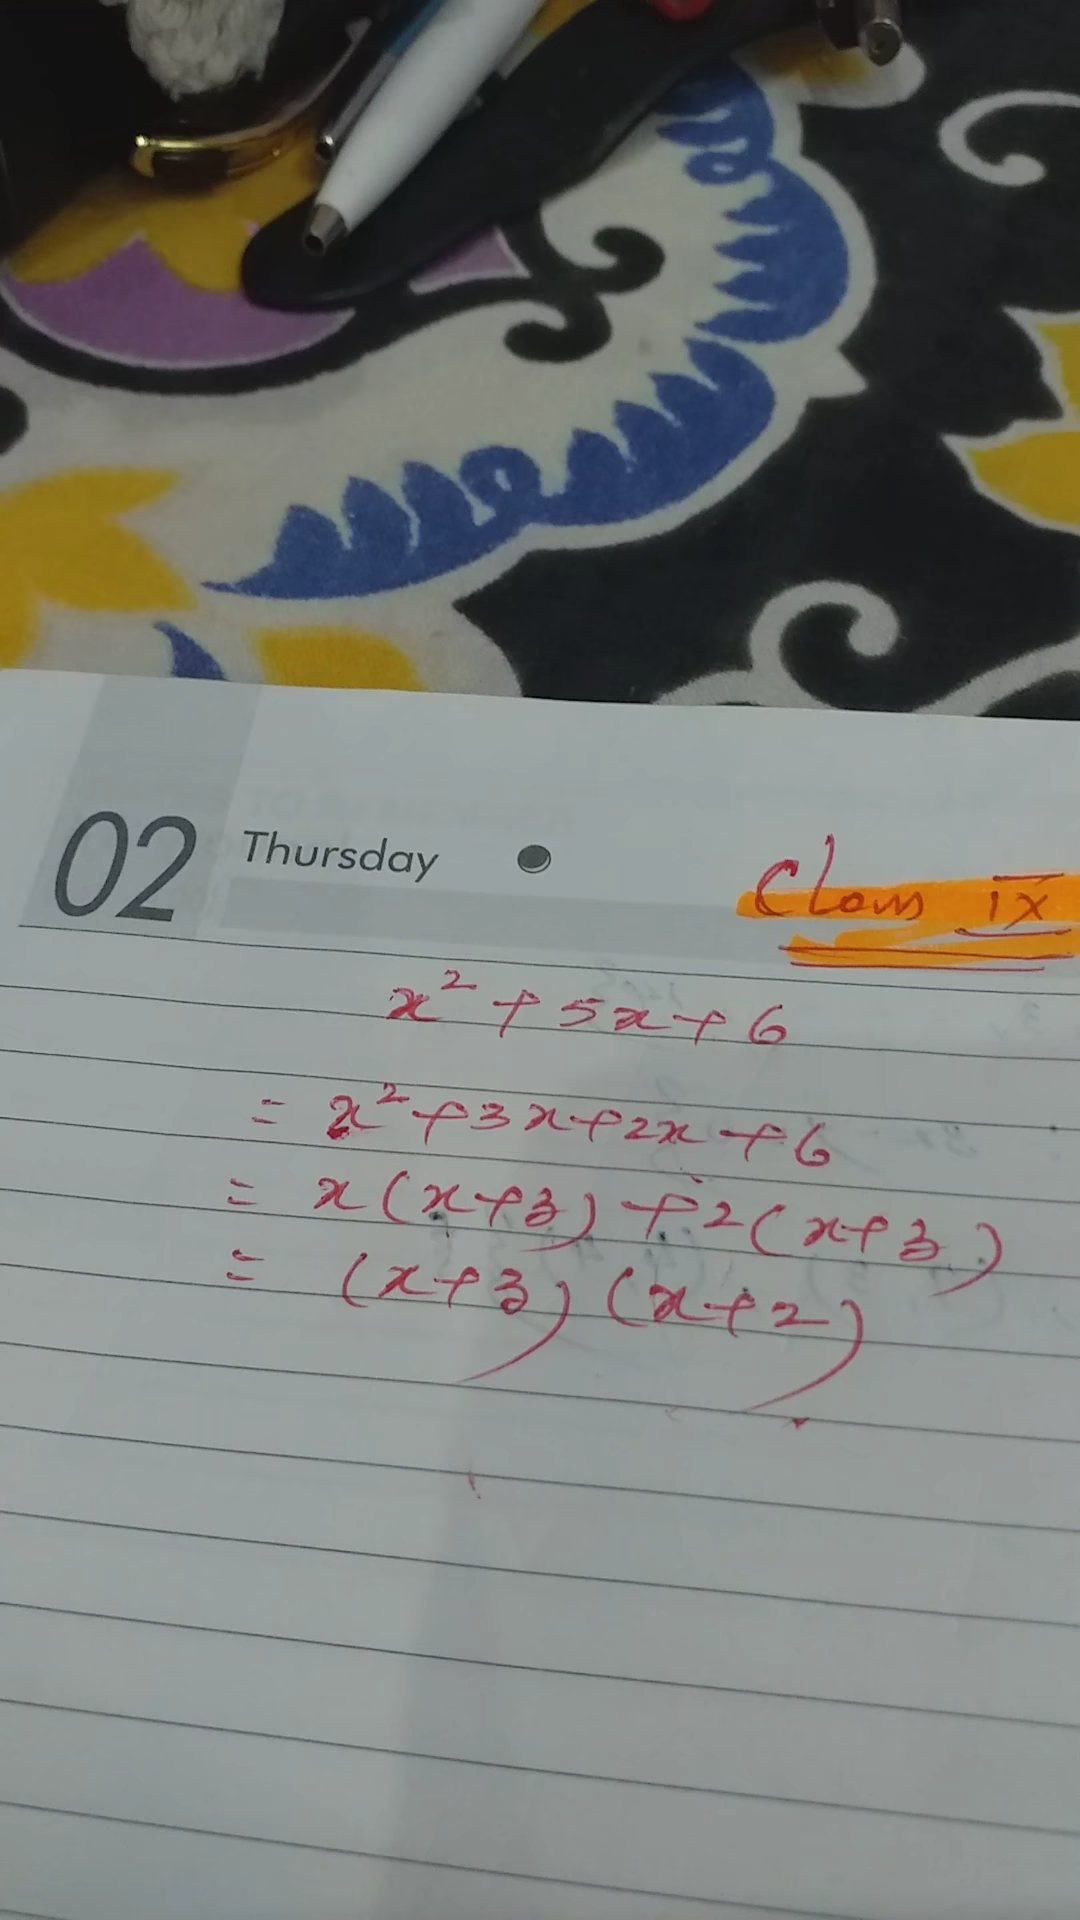 02 Thursday
Class IX
x² + 5x + 6
= x² + 3x + 2x + 6
= x (x + 3) + 2 (x + 3)
= (x + 3) (x + 2)